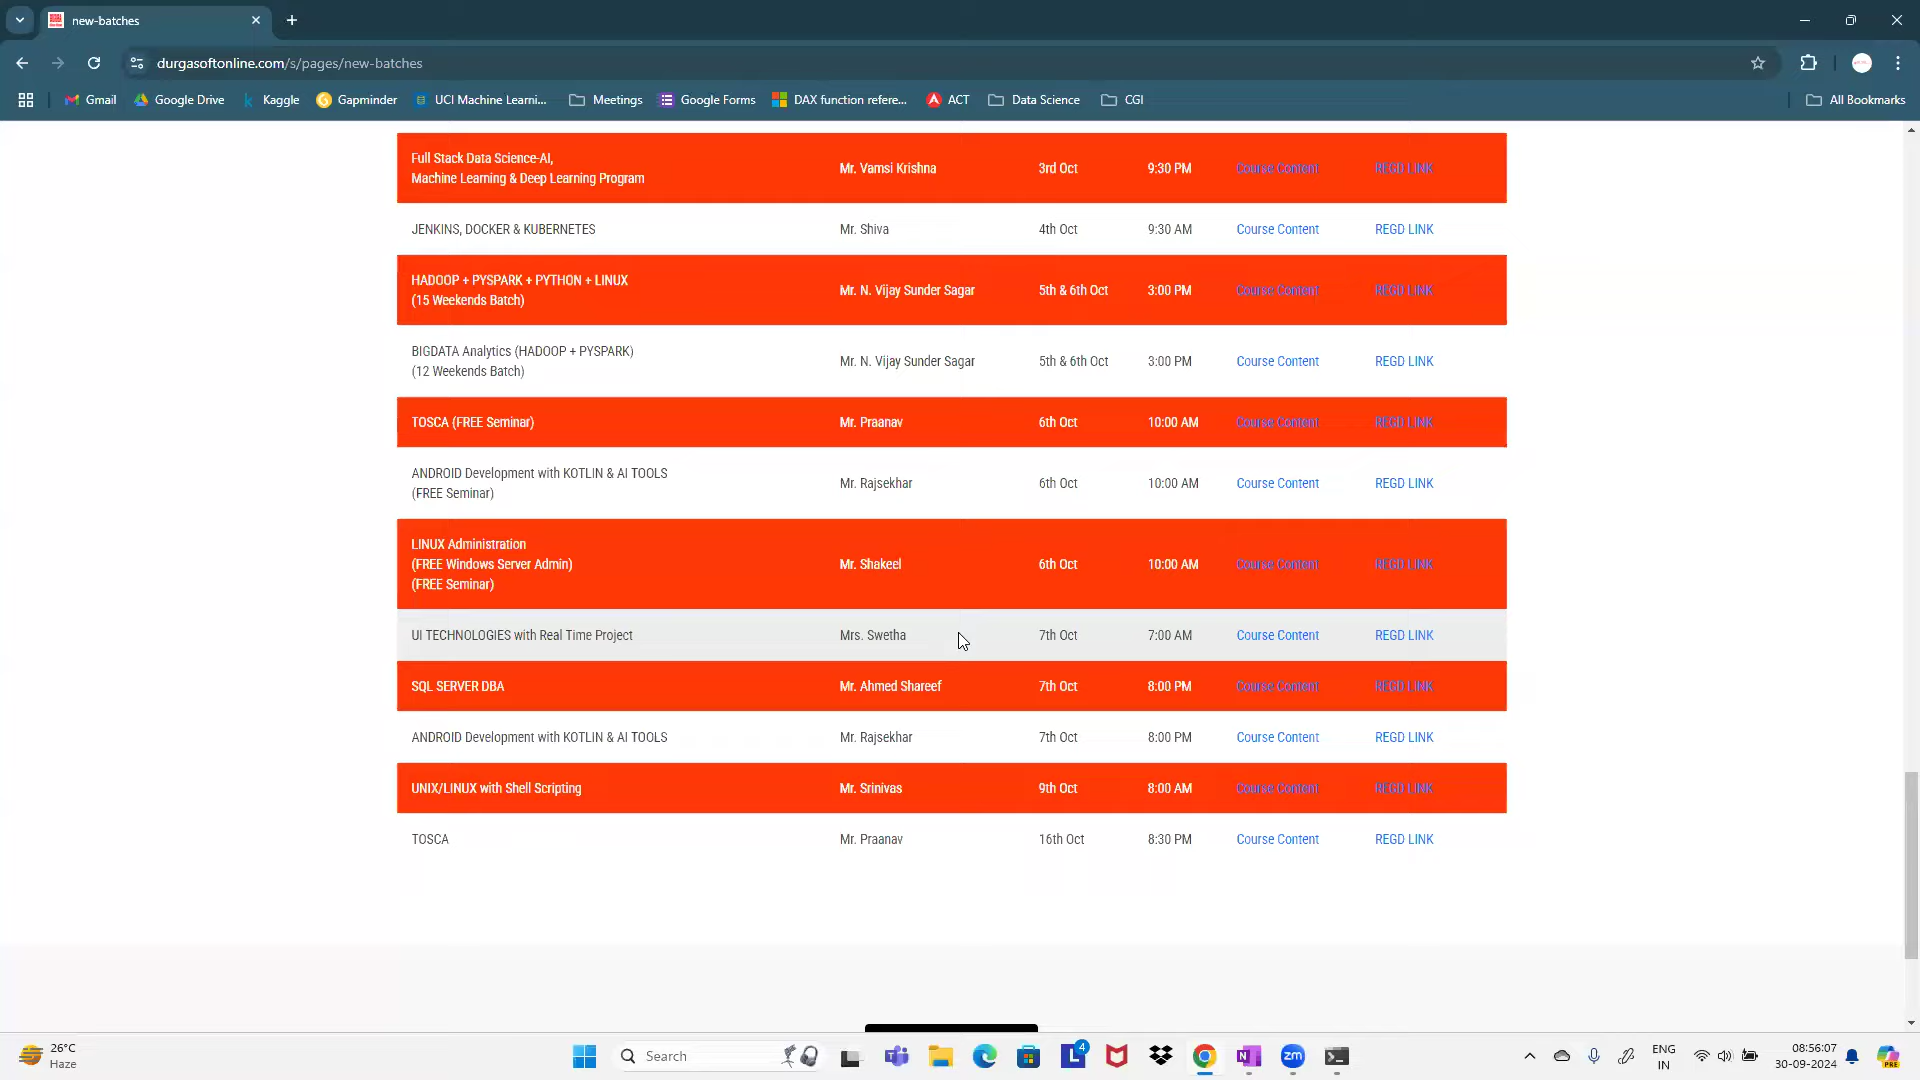 new-batches
durgasoftonline.com/s/pages/new-batches
Gmail
Google Drive
Kaggle
Gapminder
UCI Machine Learni...
Meetings
Google Forms
DAX function refere...
ACT
Data Science
CGI
All Bookmarks
Full Stack Data Science-AI,
Machine Learning & Deep Learning Program
Mr. Vamsi Krishna
3rd Oct
9:30 PM
Course Content
REGD LINK
JENKINS, DOCKER & KUBERNETES
Mr. Shiva
4th Oct
9:30 AM
Course Content
REGD LINK
HADOOP + PYSPARK + PYTHON + LINUX
(15 Weekends Batch)
Mr. N. Vijay Sunder Sagar
5th & 6th Oct
3:00 PM
Course Content
REGD LINK
BIGDATA Analytics (HADOOP + PYSPARK)
(12 Weekends Batch)
Mr. N. Vijay Sunder Sagar
5th & 6th Oct
3:00 PM
Course Content
REGD LINK
TOSCA (FREE Seminar)
Mr. Praanav
6th Oct
10:00 AM
Course Content
REGD LINK
ANDROID Development with KOTLIN & AI TOOLS
(FREE Seminar)
Mr. Rajsekhar
6th Oct
10:00 AM
Course Content
REGD LINK
LINUX Administration
(FREE Windows Server Admin)
(FREE Seminar)
Mr. Shakeel
6th Oct
10:00 AM
Course Content
REGD LINK
UI TECHNOLOGIES with Real Time Project
Mrs. Swetha
7th Oct
7:00 AM
Course Content
REGD LINK
SQL SERVER DBA
Mr. Ahmed Shareef
7th Oct
8:00 PM
Course Content
REGD LINK
ANDROID Development with KOTLIN & AI TOOLS
Mr. Rajsekhar
7th Oct
8:00 PM
Course Content
REGD LINK
UNIX/LINUX with Shell Scripting
Mr. Srinivas
9th Oct
8:00 AM
Course Content
REGD LINK
TOSCA
Mr. Praanav
16th Oct
8:30 PM
Course Content
REGD LINK
26°C
Haze
Search
4
zm
ENG
IN
08:56:07
30-09-2024
PRE